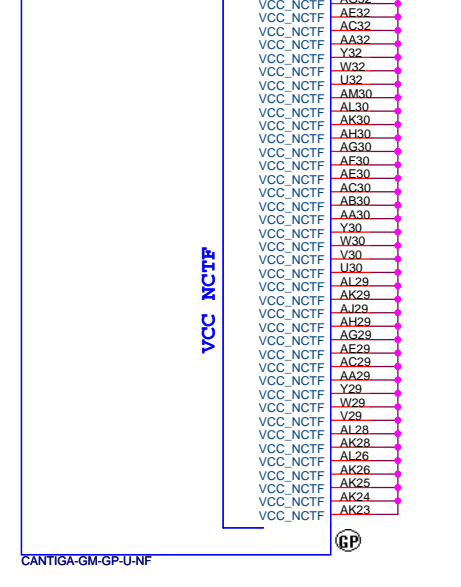 VCC_NCTF AG32
VCC_NCTF AE32
VCC_NCTF AC32
VCC_NCTF AA32
VCC_NCTF Y32
VCC_NCTF W32
VCC_NCTF U32
VCC_NCTF AM30
VCC_NCTF AL30
VCC_NCTF AK30
VCC_NCTF AH30
VCC_NCTF AG30
VCC_NCTF AF30
VCC_NCTF AE30
VCC_NCTF AC30
VCC_NCTF AB30
VCC_NCTF AA30
VCC_NCTF Y30
VCC_NCTF W30
VCC_NCTF V30
VCC_NCTF U30
VCC_NCTF AL29
VCC_NCTF AK29
VCC_NCTF AJ29
VCC_NCTF AH29
VCC_NCTF AG29
VCC_NCTF AE29
VCC_NCTF AC29
VCC_NCTF AA29
VCC_NCTF Y29
VCC_NCTF W29
VCC_NCTF V29
VCC_NCTF AL28
VCC_NCTF AK28
VCC_NCTF AL26
VCC_NCTF AK26
VCC_NCTF AK25
VCC_NCTF AK24
VCC_NCTF AK23
VCC NCTF
GP
CANTIGA-GM-GP-U-NF